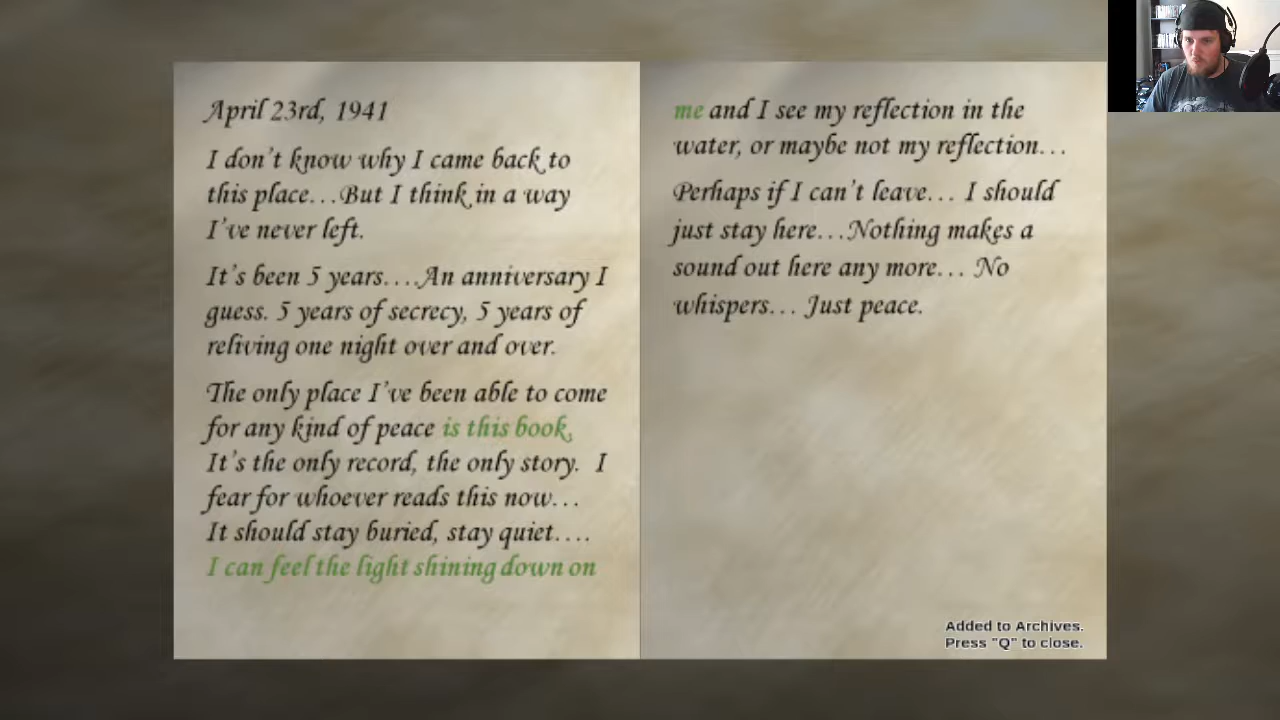 April 23rd, 1941
I don't know why I came back to
this place...But I think in a way
I've never left.
It's been 5 years....An anniversary I
guess. 5 years of secrecy, 5 years of
reliving one night over and over.
The only place I've been able to come
for any kind of peace is this book.
It's the only record, the only story. I
fear for whoever reads this now...
It should stay buried, stay quiet....
I can feel the light shining down on
me and I see my reflection in the
water, or maybe not my reflection...
Perhaps if I can't leave... I should
just stay here...Nothing makes a
sound out here any more... No
whispers... Just peace.
Added to Archives.
Press "Q" to close.